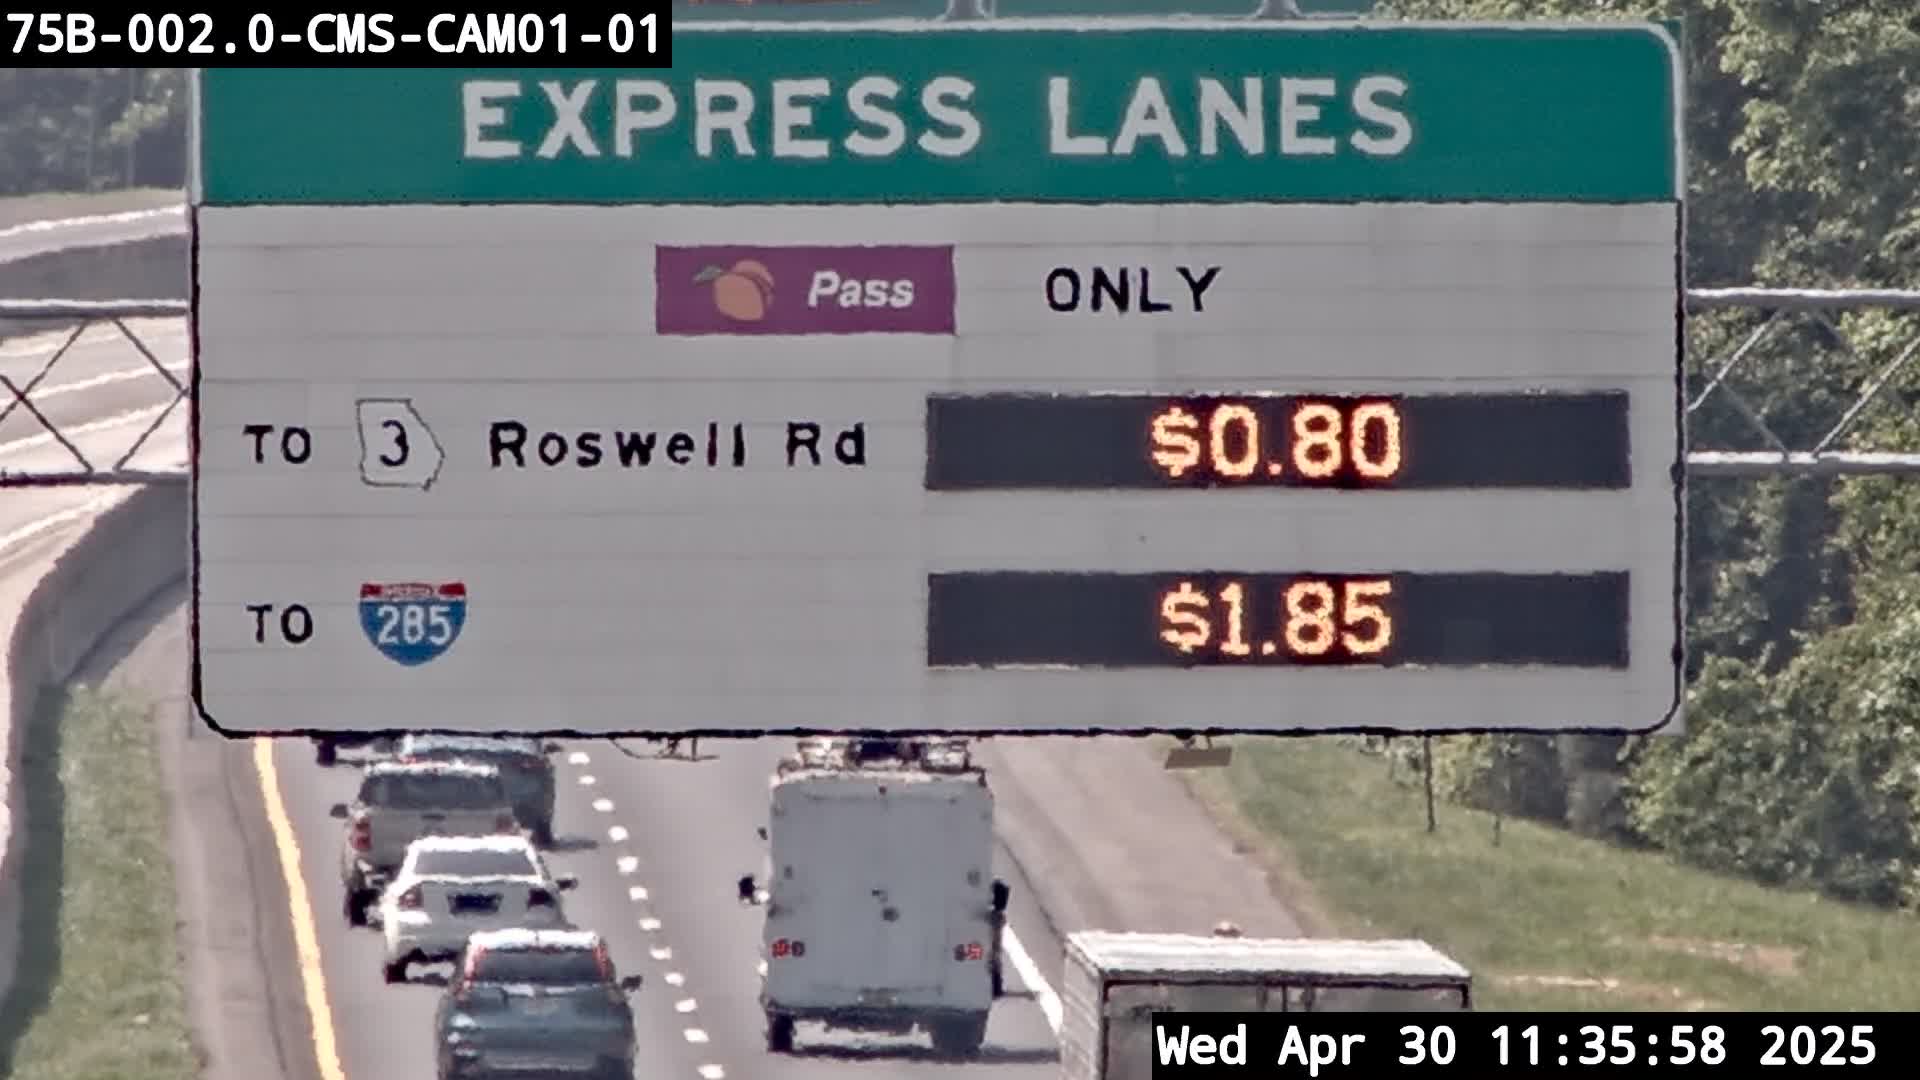 75B-002.0-CMS-CAM01-01
EXPRESS LANES
Pass ONLY
TO 3 Roswell Rd $0.80
TO 285 $1.85
Wed Apr 30 11:35:58 2025